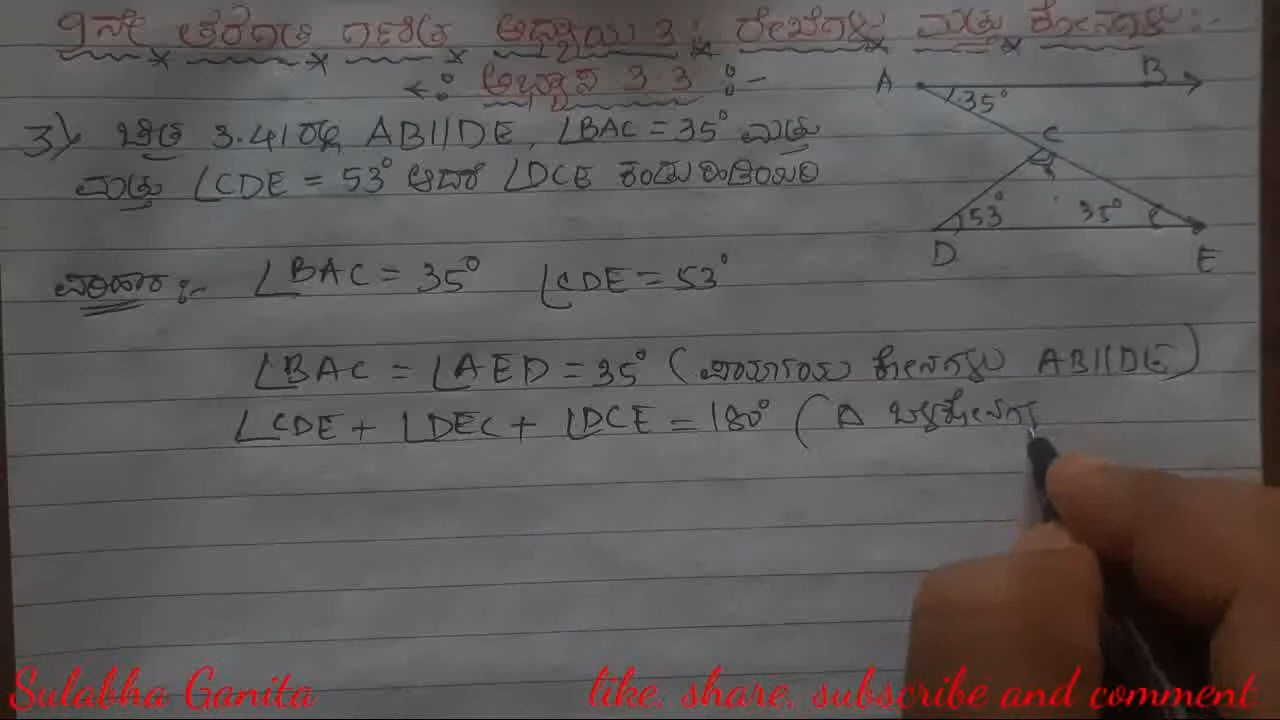 9ನೇ ತರಗತಿ ಗಣಿತ ಅಧ್ಯಾಯ 3: ರೇಖೆಗಳು ಮತ್ತು ಕೋನಗಳು:-
ಅಭ್ಯಾಸ 3.3 :-
3) ಚಿತ್ರ 3.41ರಲ್ಲಿ AB||DE, ∠BAC = 35° ಮತ್ತು
ಮತ್ತು ∠CDE = 53° ಆದರೆ ∠DCE ಕಂಡು ಹಿಡಿಯಿರಿ
A B
35°
C
?
53° 35°
D E
ಪರಿಹಾರ :- ∠BAC = 35° ∠CDE = 53°
∠BAC = ∠AED = 35° ( ಪರ್ಯಾಯ ಕೋನಗಳು AB||DE )
∠CDE + ∠DEC + ∠DCE = 180° ( Δ ಒಳಕೋನಗಳ
Sulabha Ganita
like, share, subscribe and comment